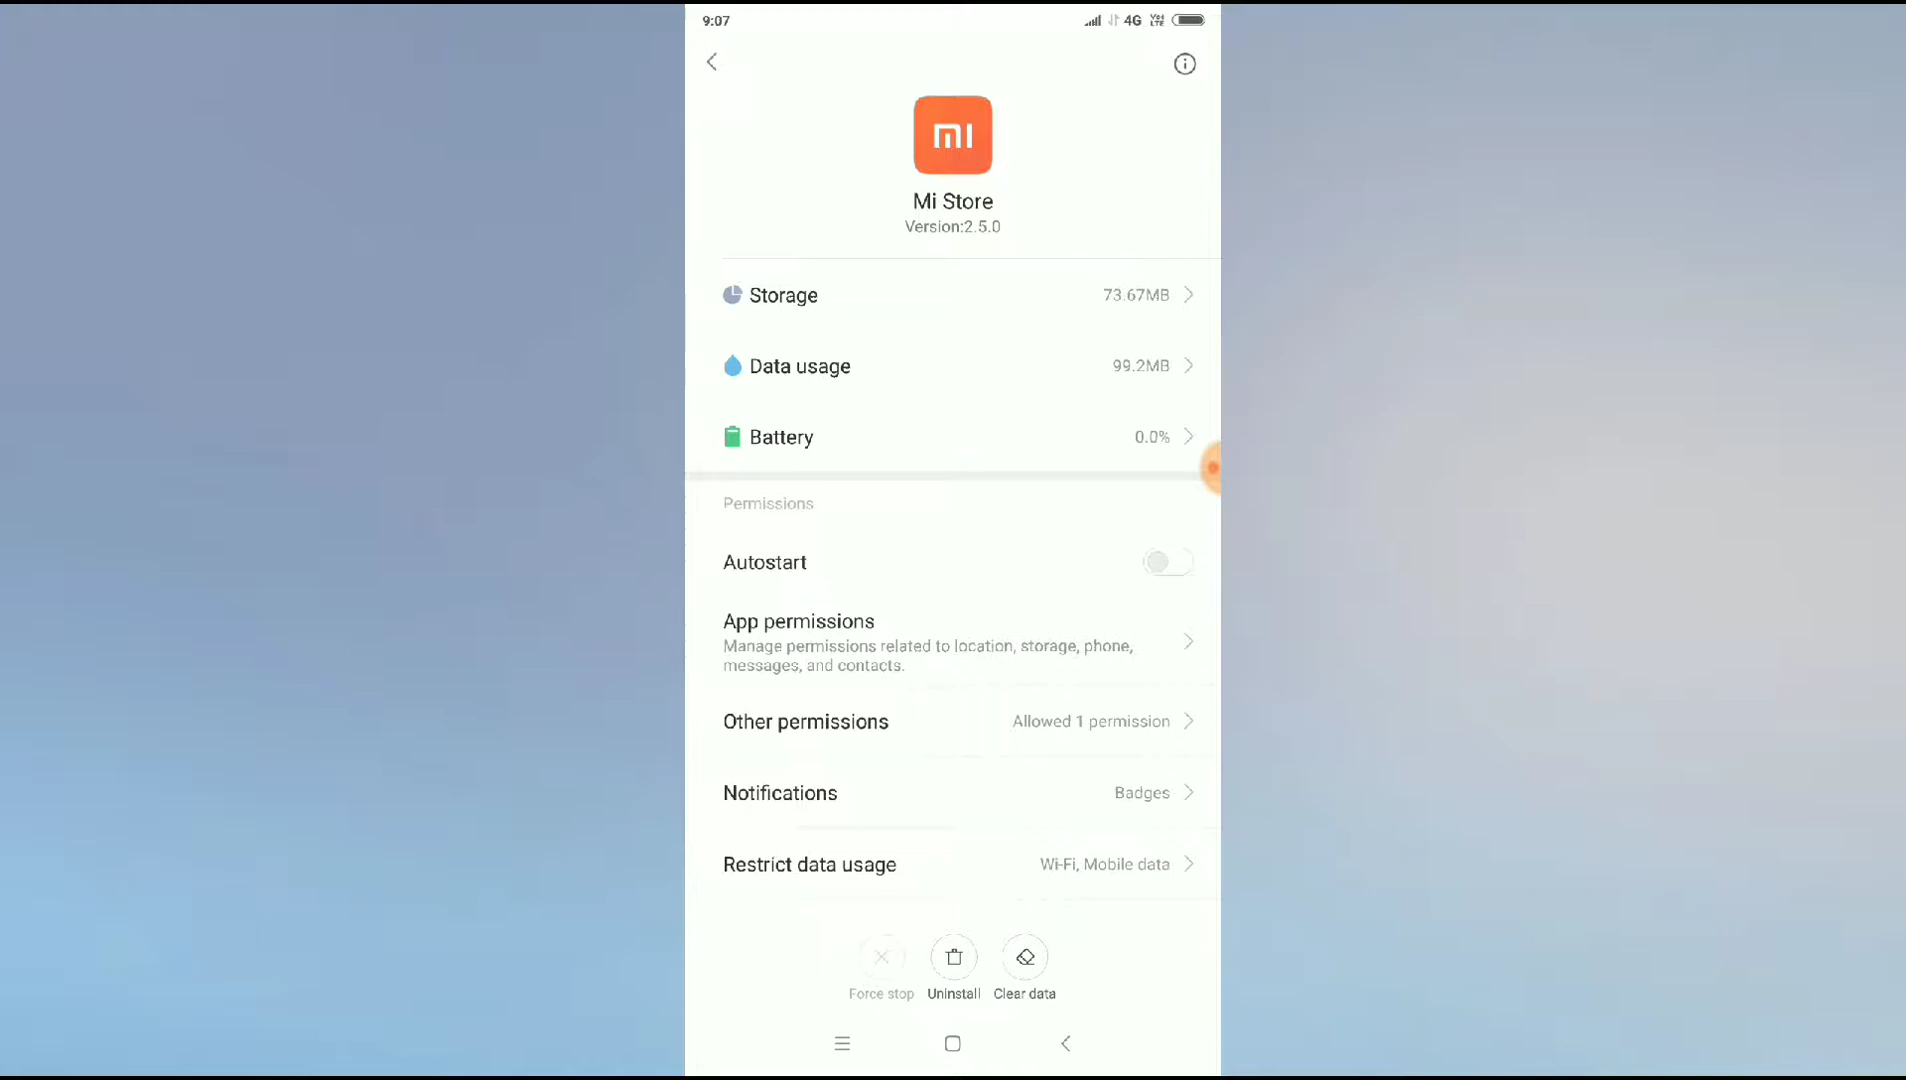 9:07 4G Vo LTE
mi
Mi Store
Version:2.5.0
Storage 73.67MB
Data usage 99.2MB
Battery 0.0%
Permissions
Autostart
App permissions
Manage permissions related to location, storage, phone,
messages, and contacts.
Other permissions Allowed 1 permission
Notifications Badges
Restrict data usage Wi-Fi, Mobile data
Force stop Uninstall Clear data